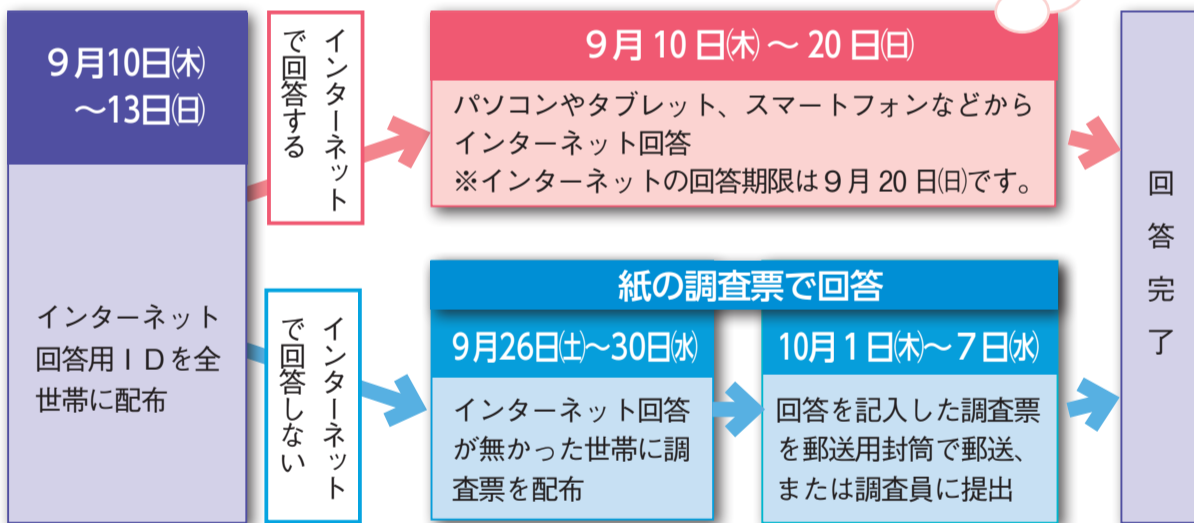 9月10日㈭
～13日㈰
インターネット
回答用ＩＤを全
世帯に配布
インターネット
で回答する
9月10日㈭～20日㈰
パソコンやタブレット、スマートフォンなどから
インターネット回答
※インターネットの回答期限は9月20日㈰です。
インターネット
で回答しない
紙の調査票で回答
9月26日㈯～30日㈬
インターネット回答
が無かった世帯に調
査票を配布
10月1日㈭～7日㈬
回答を記入した調査票
を郵送用封筒で郵送、
または調査員に提出
回答完了